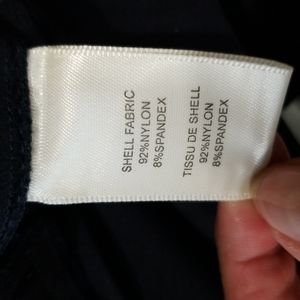 SHELL FABRIC
92%NYLON
8%SPANDEX
TISSU DE SHELL
92%NYLON
8%SPANDEX